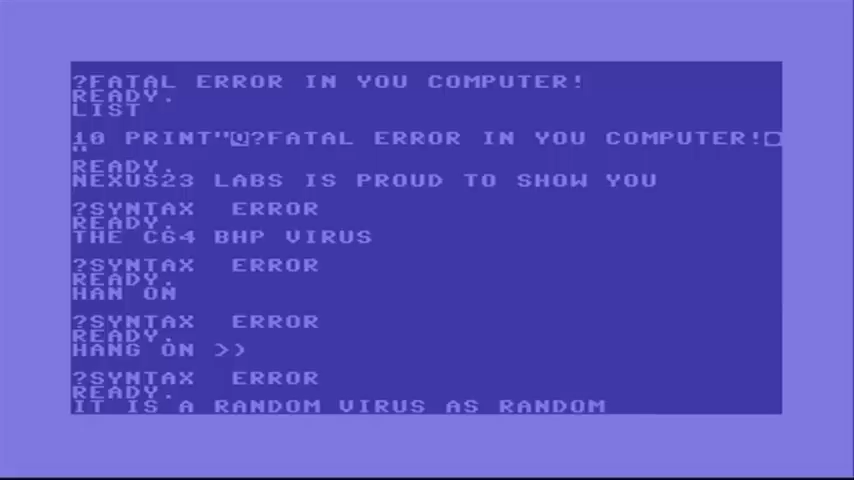 ?FATAL ERROR IN YOU COMPUTER!
READY.
LIST
10 PRINT"Q?FATAL ERROR IN YOU COMPUTER!
"
READY.
NEXUS23 LABS IS PROUD TO SHOW YOU
?SYNTAX  ERROR
READY.
THE C64 BHP VIRUS
?SYNTAX  ERROR
READY.
HAN ON
?SYNTAX  ERROR
READY.
HANG ON >)
?SYNTAX  ERROR
READY.
IT IS A RANDOM VIRUS AS RANDOM